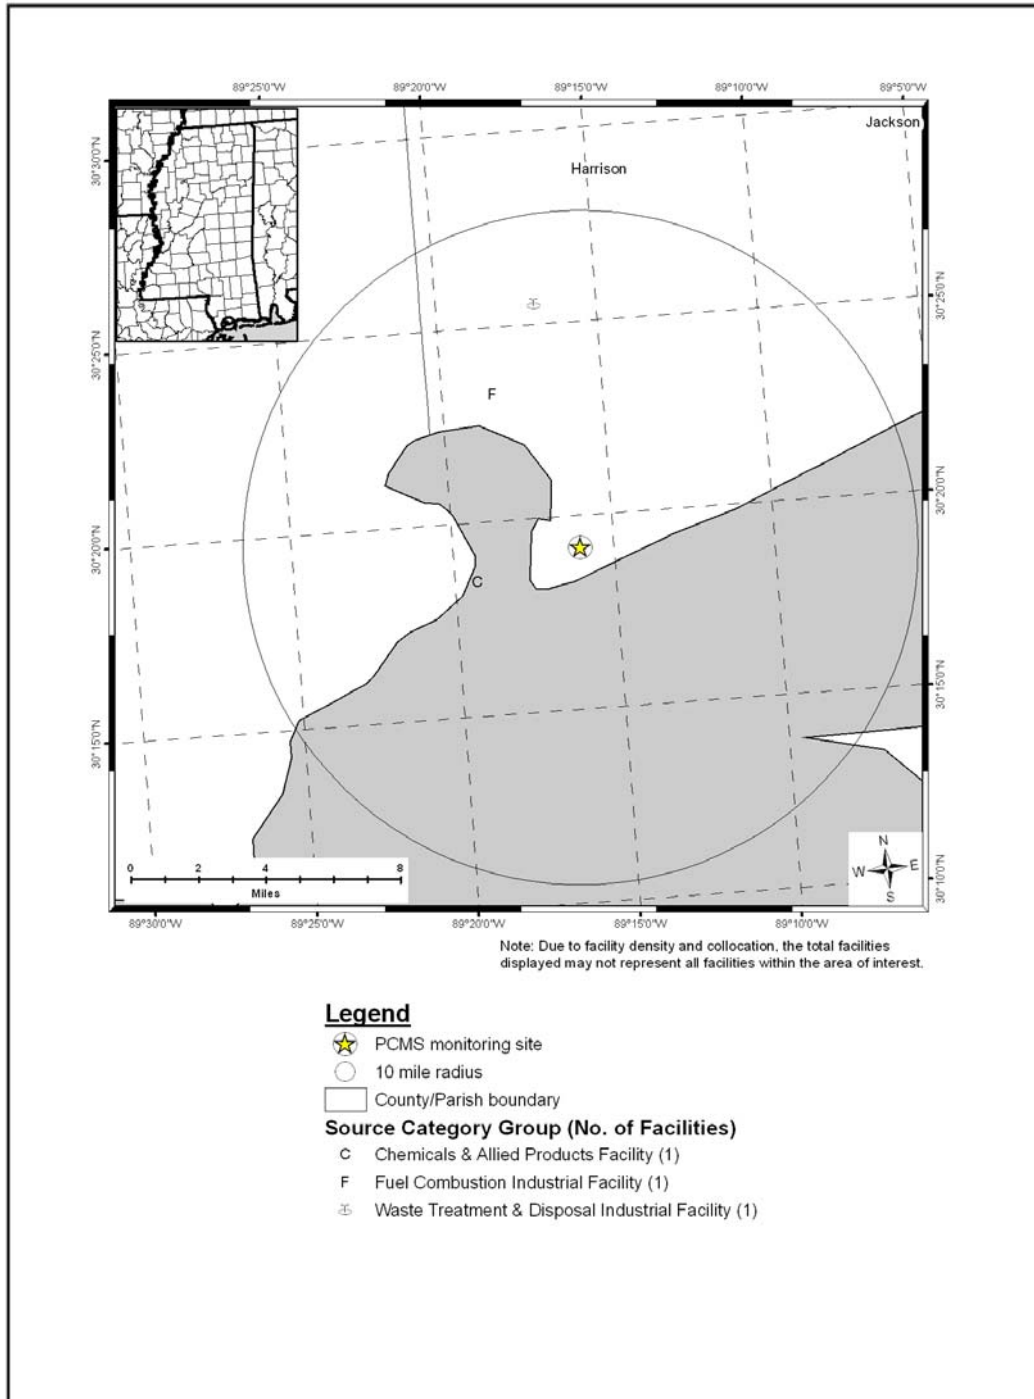 89°25'0"W 89°20'0"W 89°15'0"W 89°10'0"W 89°5'0"W
Jackson
Harrison
30°30'0"N
30°25'0"N
30°25'0"N
30°20'0"N
30°20'0"N
30°15'0"N
30°15'0"N
30°10'0"N
F
C
0 2 4 6 8
Miles
N
W E
S
89°30'0"W 89°25'0"W 89°20'0"W 89°15'0"W 89°10'0"W
Note: Due to facility density and collocation, the total facilities
displayed may not represent all facilities within the area of interest.
Legend
PCMS monitoring site
10 mile radius
County/Parish boundary
Source Category Group (No. of Facilities)
C Chemicals & Allied Products Facility (1)
F Fuel Combustion Industrial Facility (1)
Waste Treatment & Disposal Industrial Facility (1)